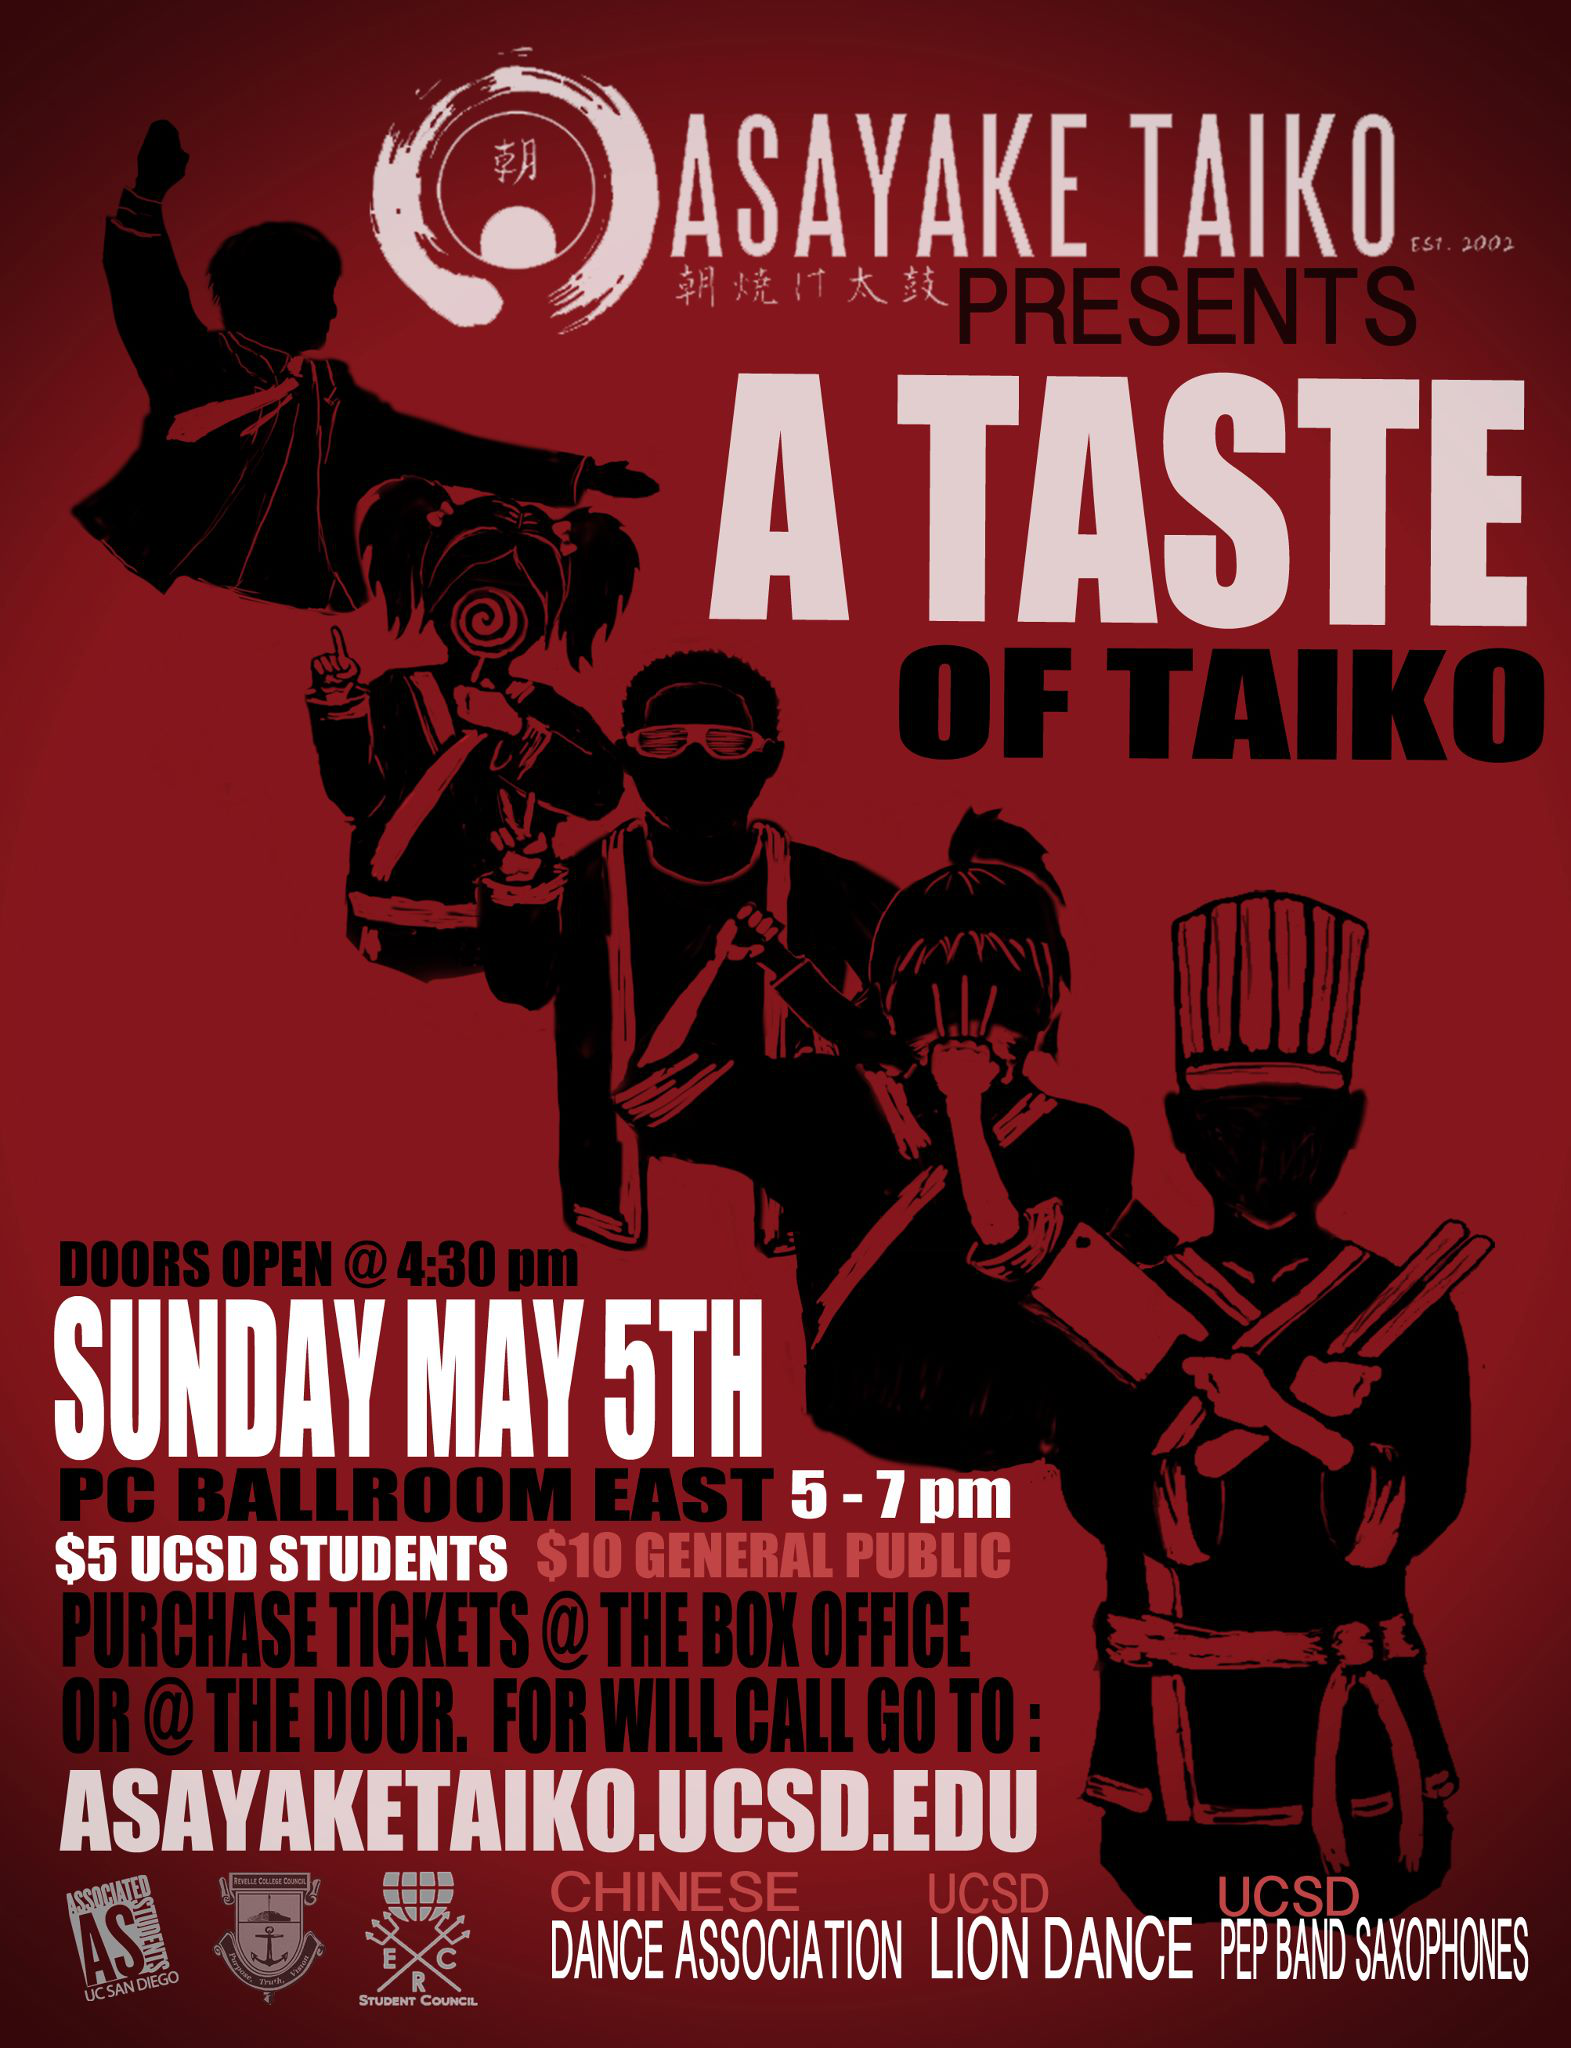 朝
ASAYAKE TAIKO
EST. 2002
朝焼け太鼓
PRESENTS
A TASTE
OF TAIKO
DOORS OPEN @ 4:30 pm
SUNDAY MAY 5TH
PC BALLROOM EAST 5 - 7 pm
$5 UCSD STUDENTS $10 GENERAL PUBLIC
PURCHASE TICKETS @ THE BOX OFFICE
OR @ THE DOOR. FOR WILL CALL GO TO :
ASAYAKETAIKO.UCSD.EDU
ASSOCIATED
STUDENTS
AS
UC SAN DIEGO
REVELLE COLLEGE COUNCIL
Purpose, Truth, Vision
E C
R
STUDENT COUNCIL
CHINESE
DANCE ASSOCIATION
UCSD
LION DANCE
UCSD
PEP BAND SAXOPHONES